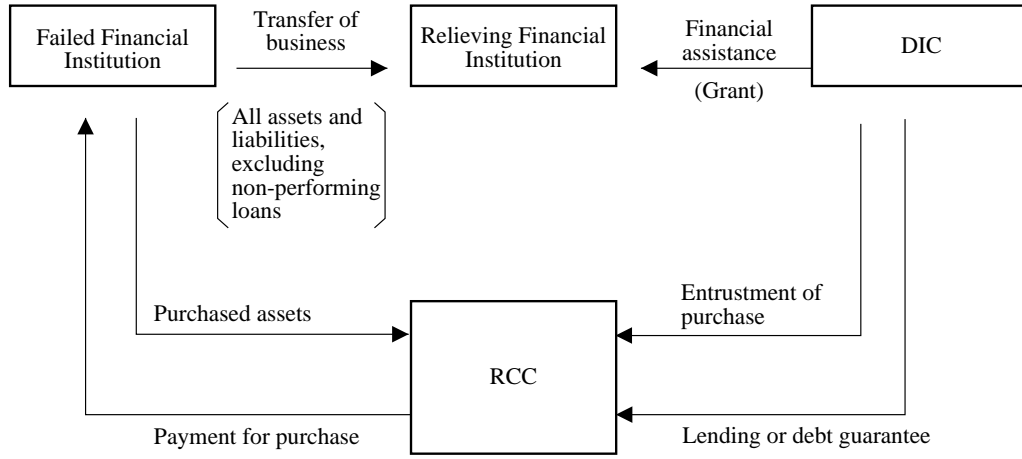 Failed Financial
Institution
Transfer of
business
Relieving Financial
Institution
Financial
assistance
(Grant)
DIC
All assets and
liabilities,
excluding
non-performing
loans
Purchased assets
Entrustment of
purchase
RCC
Payment for purchase
Lending or debt guarantee